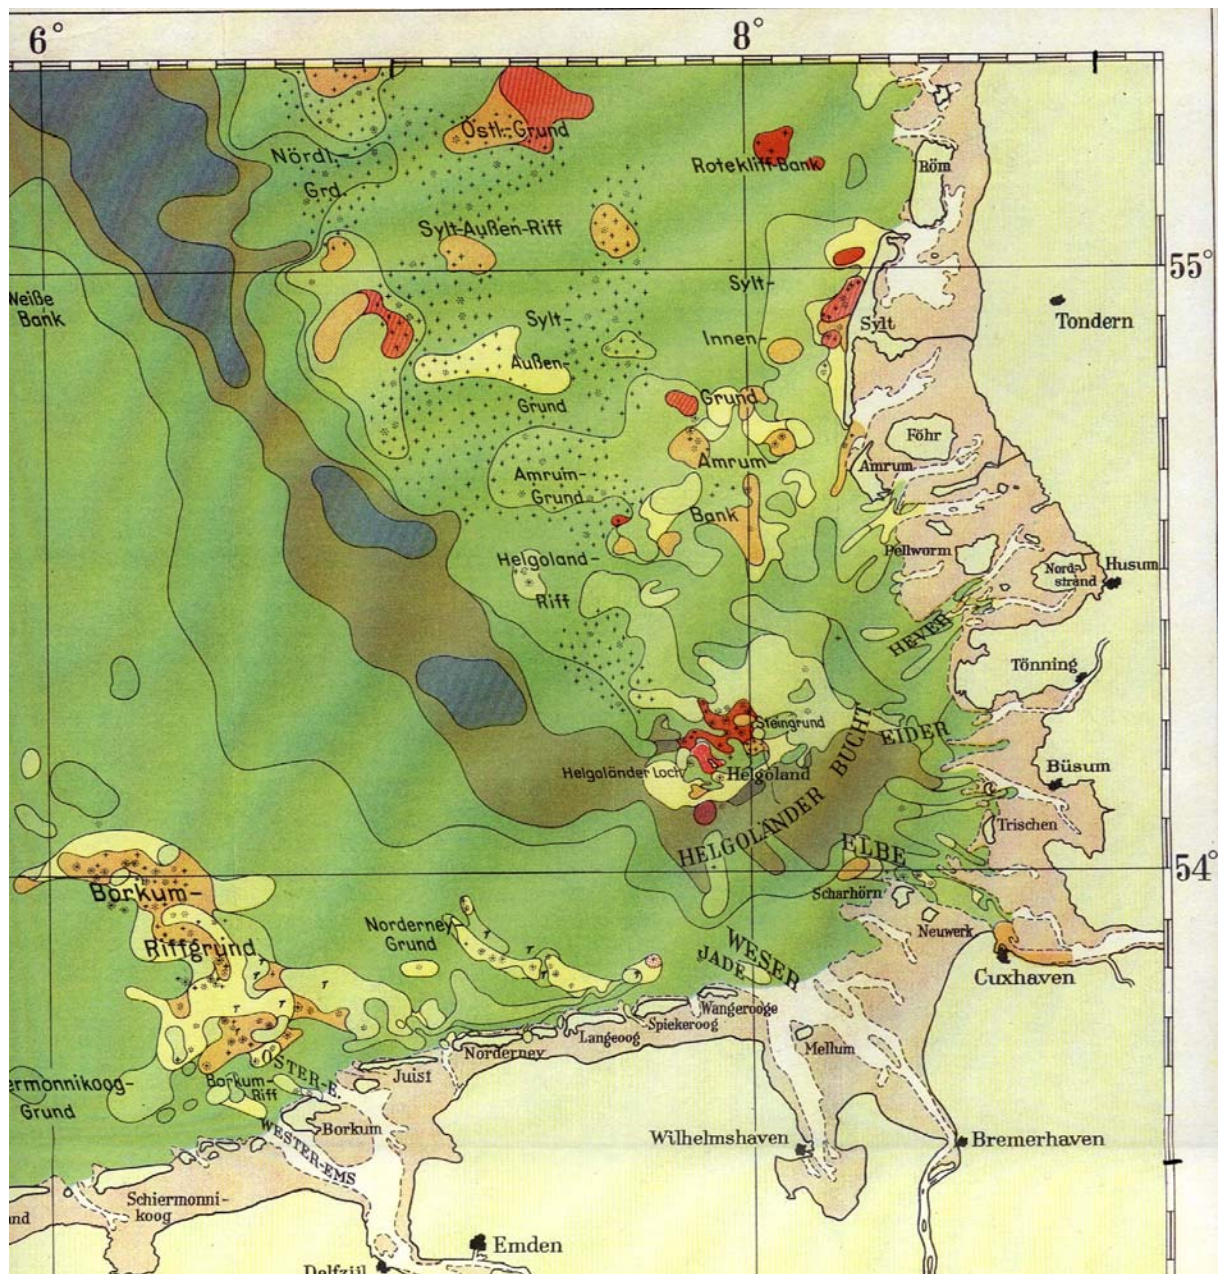 6°
8°
Nördl.-
Grd.
Östl.-Grund
Rotekliff-Bank
Röm
Sylt-Außen-Riff
55°
Weiße
Bank
Sylt-
Sylt-
Tondern
Sylt
Innen-
Außen-
Grund
Grund
Föhr
Amrum-
Grund
Amrum-
Amrum
Bank
Helgoland-
Riff
Pellworm
Nord-
strand
Husum
HEVER
Tönning
Steingrund
EIDER
Helgoländer Loch
Helgoland
Büsum
HELGOLÄNDER BUCHT
Trischen
ELBE
54°
Borkum-
Riffgrund
Scharhörn
Norderney-
Grund
Neuwerk
WESER
JADE
Cuxhaven
Wangerooge
Spiekeroog
Langeoog
Norderney
Mellum
OSTER-E.
Juist
ermonnikoog-
Grund
Borkum-
Riff
Borkum
WESTER-EMS
Wilhelmshaven
Bremerhaven
Schiermonni-
koog
nd
Emden
Delfzijl